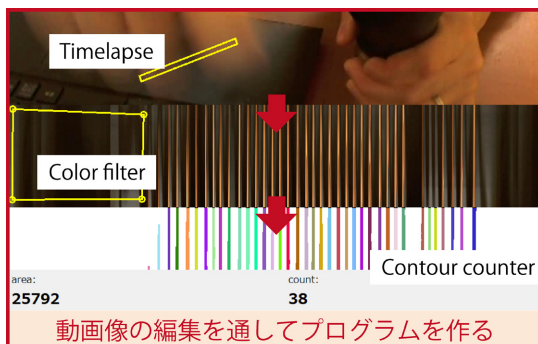 Timelapse
Color filter
Contour counter
area:
count:
25792
38
動画像の編集を通してプログラムを作る